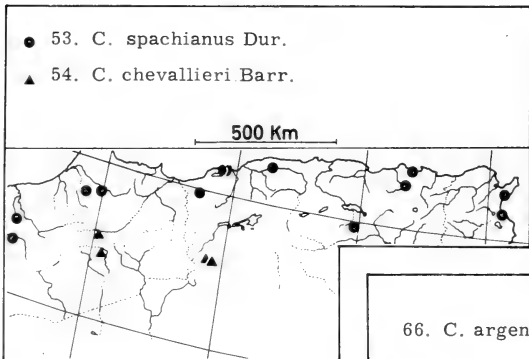 53. C. spachianus Dur.
54. C. chevallieri Barr.
500 Km
66. C. argen